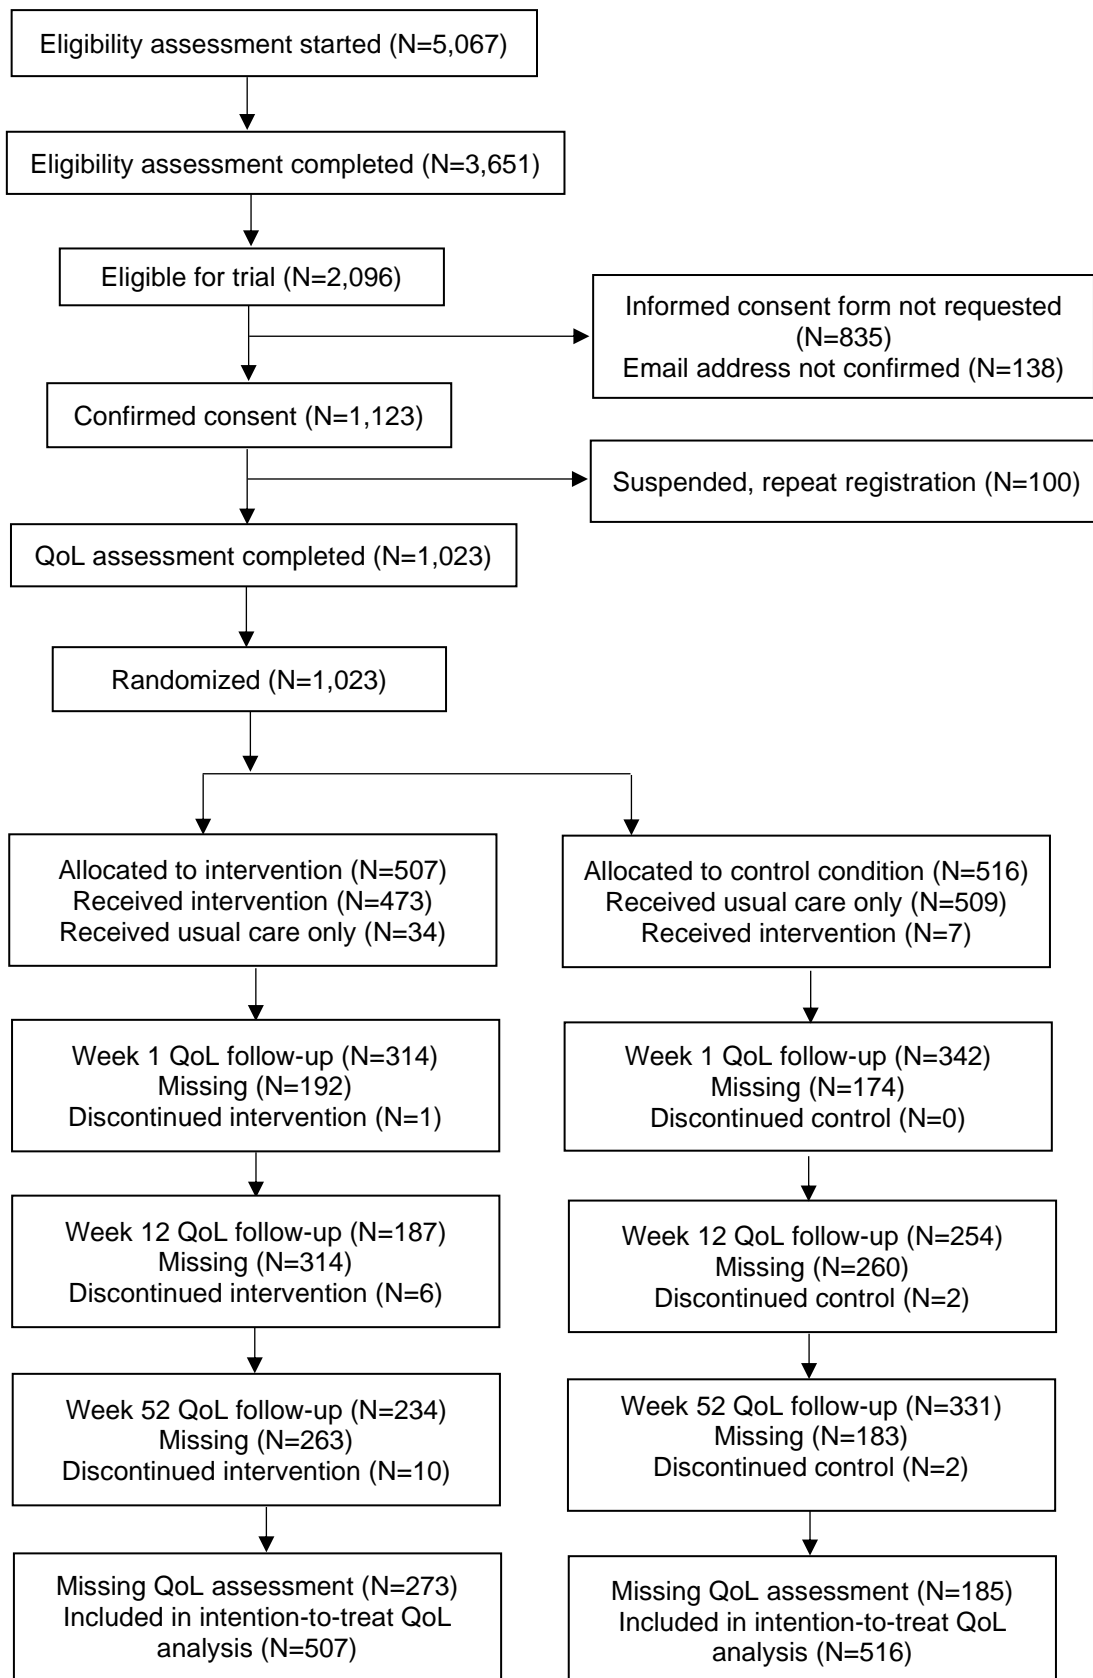 Eligibility assessment started (N=5,067)
Eligibility assessment completed (N=3,651)
Eligible for trial (N=2,096)
Informed consent form not requested
(N=835)
Email address not confirmed (N=138)
Confirmed consent (N=1,123)
Suspended, repeat registration (N=100)
QoL assessment completed (N=1,023)
Randomized (N=1,023)
Allocated to intervention (N=507)
Received intervention (N=473)
Received usual care only (N=34)
Allocated to control condition (N=516)
Received usual care only (N=509)
Received intervention (N=7)
Week 1 QoL follow-up (N=314)
Missing (N=192)
Discontinued intervention (N=1)
Week 1 QoL follow-up (N=342)
Missing (N=174)
Discontinued control (N=0)
Week 12 QoL follow-up (N=187)
Missing (N=314)
Discontinued intervention (N=6)
Week 12 QoL follow-up (N=254)
Missing (N=260)
Discontinued control (N=2)
Week 52 QoL follow-up (N=234)
Missing (N=263)
Discontinued intervention (N=10)
Week 52 QoL follow-up (N=331)
Missing (N=183)
Discontinued control (N=2)
Missing QoL assessment (N=273)
Included in intention-to-treat QoL
analysis (N=507)
Missing QoL assessment (N=185)
Included in intention-to-treat QoL
analysis (N=516)